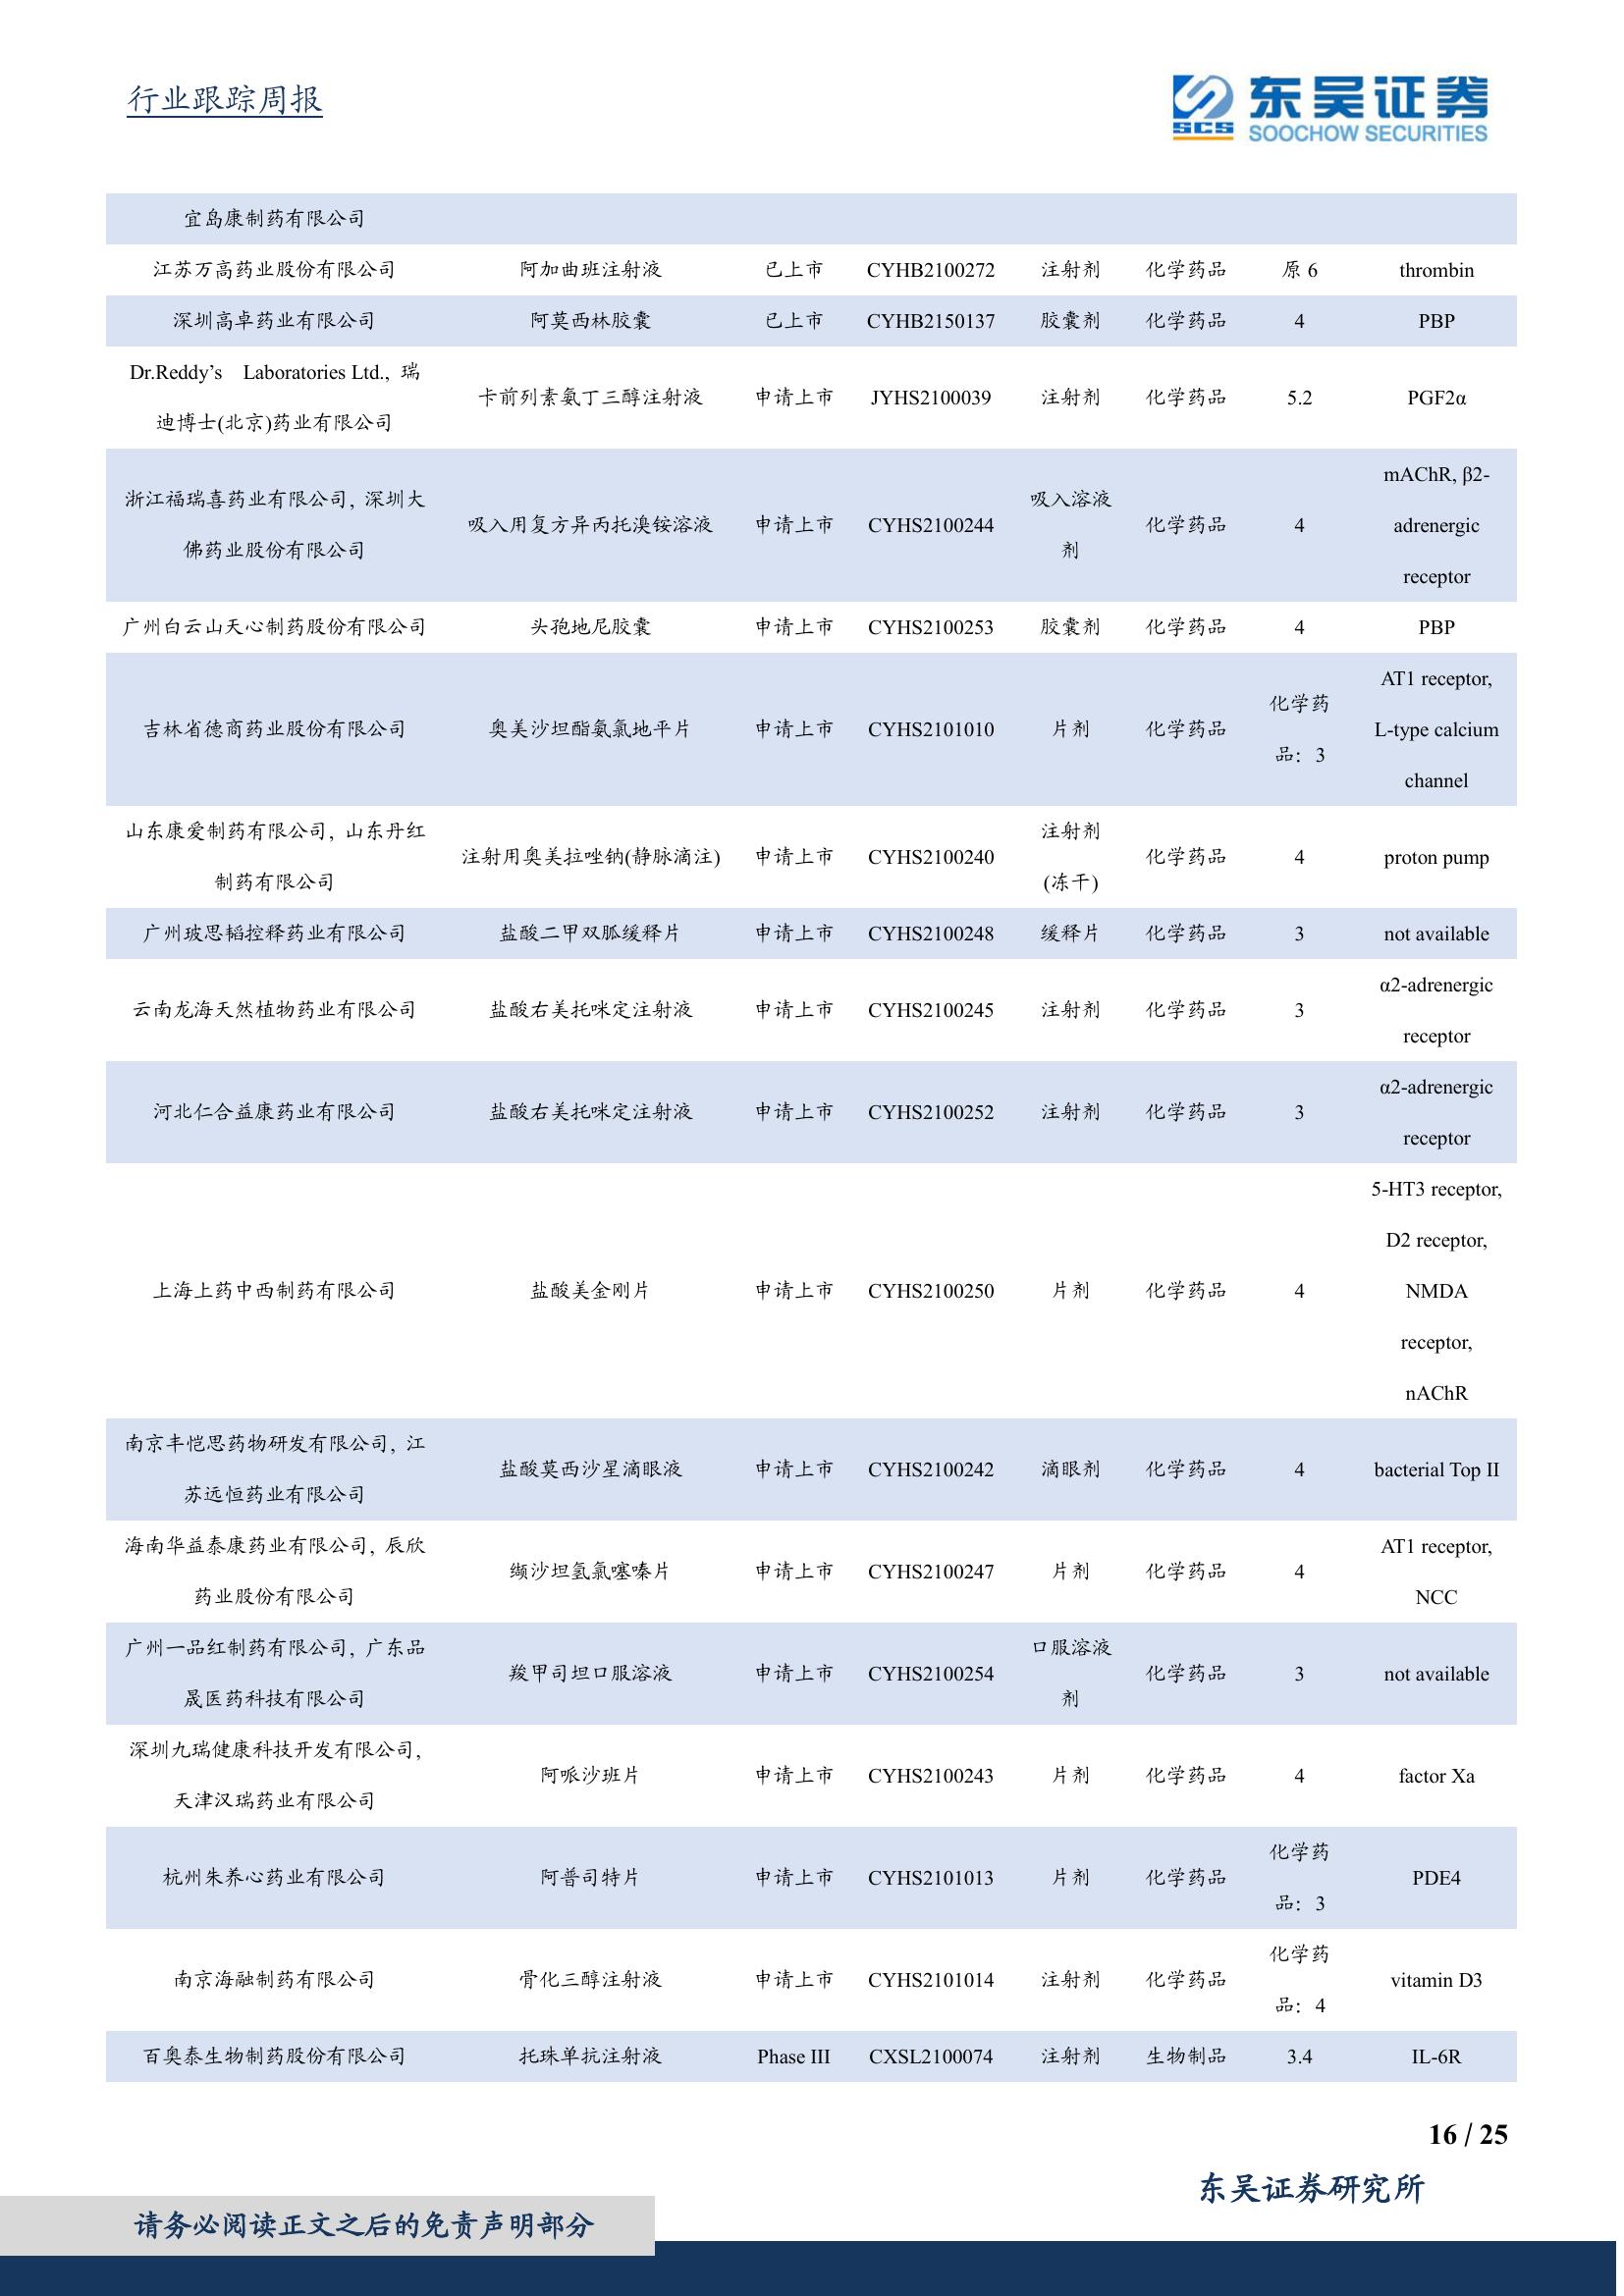 行业跟踪周报
SCS
东吴证券
SOOCHOW SECURITIES
宜岛康制药有限公司
江苏万高药业股份有限公司 阿加曲班注射液 已上市 CYHB2100272 注射剂 化学药品 原 6 thrombin
深圳高卓药业有限公司 阿莫西林胶囊 已上市 CYHB2150137 胶囊剂 化学药品 4 PBP
Dr.Reddy’s Laboratories Ltd., 瑞
迪博士(北京)药业有限公司 卡前列素氨丁三醇注射液 申请上市 JYHS2100039 注射剂 化学药品 5.2 PGF2α
浙江福瑞喜药业有限公司, 深圳大
佛药业股份有限公司 吸入用复方异丙托溴铵溶液 申请上市 CYHS2100244 吸入溶液
剂 化学药品 4 mAChR, β2-
adrenergic
receptor
广州白云山天心制药股份有限公司 头孢地尼胶囊 申请上市 CYHS2100253 胶囊剂 化学药品 4 PBP
吉林省德商药业股份有限公司 奥美沙坦酯氨氯地平片 申请上市 CYHS2101010 片剂 化学药品 化学药
品: 3 AT1 receptor,
L-type calcium
channel
山东康爱制药有限公司, 山东丹红
制药有限公司 注射用奥美拉唑钠(静脉滴注) 申请上市 CYHS2100240 注射剂
(冻干) 化学药品 4 proton pump
广州玻思韬控释药业有限公司 盐酸二甲双胍缓释片 申请上市 CYHS2100248 缓释片 化学药品 3 not available
云南龙海天然植物药业有限公司 盐酸右美托咪定注射液 申请上市 CYHS2100245 注射剂 化学药品 3 α2-adrenergic
receptor
河北仁合益康药业有限公司 盐酸右美托咪定注射液 申请上市 CYHS2100252 注射剂 化学药品 3 α2-adrenergic
receptor
上海上药中西制药有限公司 盐酸美金刚片 申请上市 CYHS2100250 片剂 化学药品 4 5-HT3 receptor,
D2 receptor,
NMDA
receptor,
nAChR
南京丰恺思药物研发有限公司, 江
苏远恒药业有限公司 盐酸莫西沙星滴眼液 申请上市 CYHS2100242 滴眼剂 化学药品 4 bacterial Top II
海南华益泰康药业有限公司, 辰欣
药业股份有限公司 缬沙坦氢氯噻嗪片 申请上市 CYHS2100247 片剂 化学药品 4 AT1 receptor,
NCC
广州一品红制药有限公司, 广东品
晟医药科技有限公司 羧甲司坦口服溶液 申请上市 CYHS2100254 口服溶液
剂 化学药品 3 not available
深圳九瑞健康科技开发有限公司,
天津汉瑞药业有限公司 阿哌沙班片 申请上市 CYHS2100243 片剂 化学药品 4 factor Xa
杭州朱养心药业有限公司 阿普司特片 申请上市 CYHS2101013 片剂 化学药品 化学药
品: 3 PDE4
南京海融制药有限公司 骨化三醇注射液 申请上市 CYHS2101014 注射剂 化学药品 化学药
品: 4 vitamin D3
百奥泰生物制药股份有限公司 托珠单抗注射液 Phase III CXSL2100074 注射剂 生物制品 3.4 IL-6R
16 / 25
东吴证券研究所
请务必阅读正文之后的免责声明部分